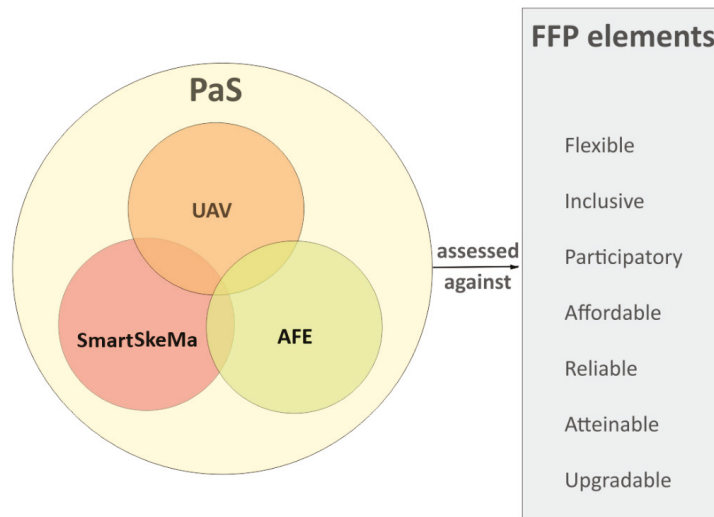 PaS
UAV
SmartSkeMa
AFE
assessed
against
FFP elements
Flexible
Inclusive
Participatory
Affordable
Reliable
Atteinable
Upgradable